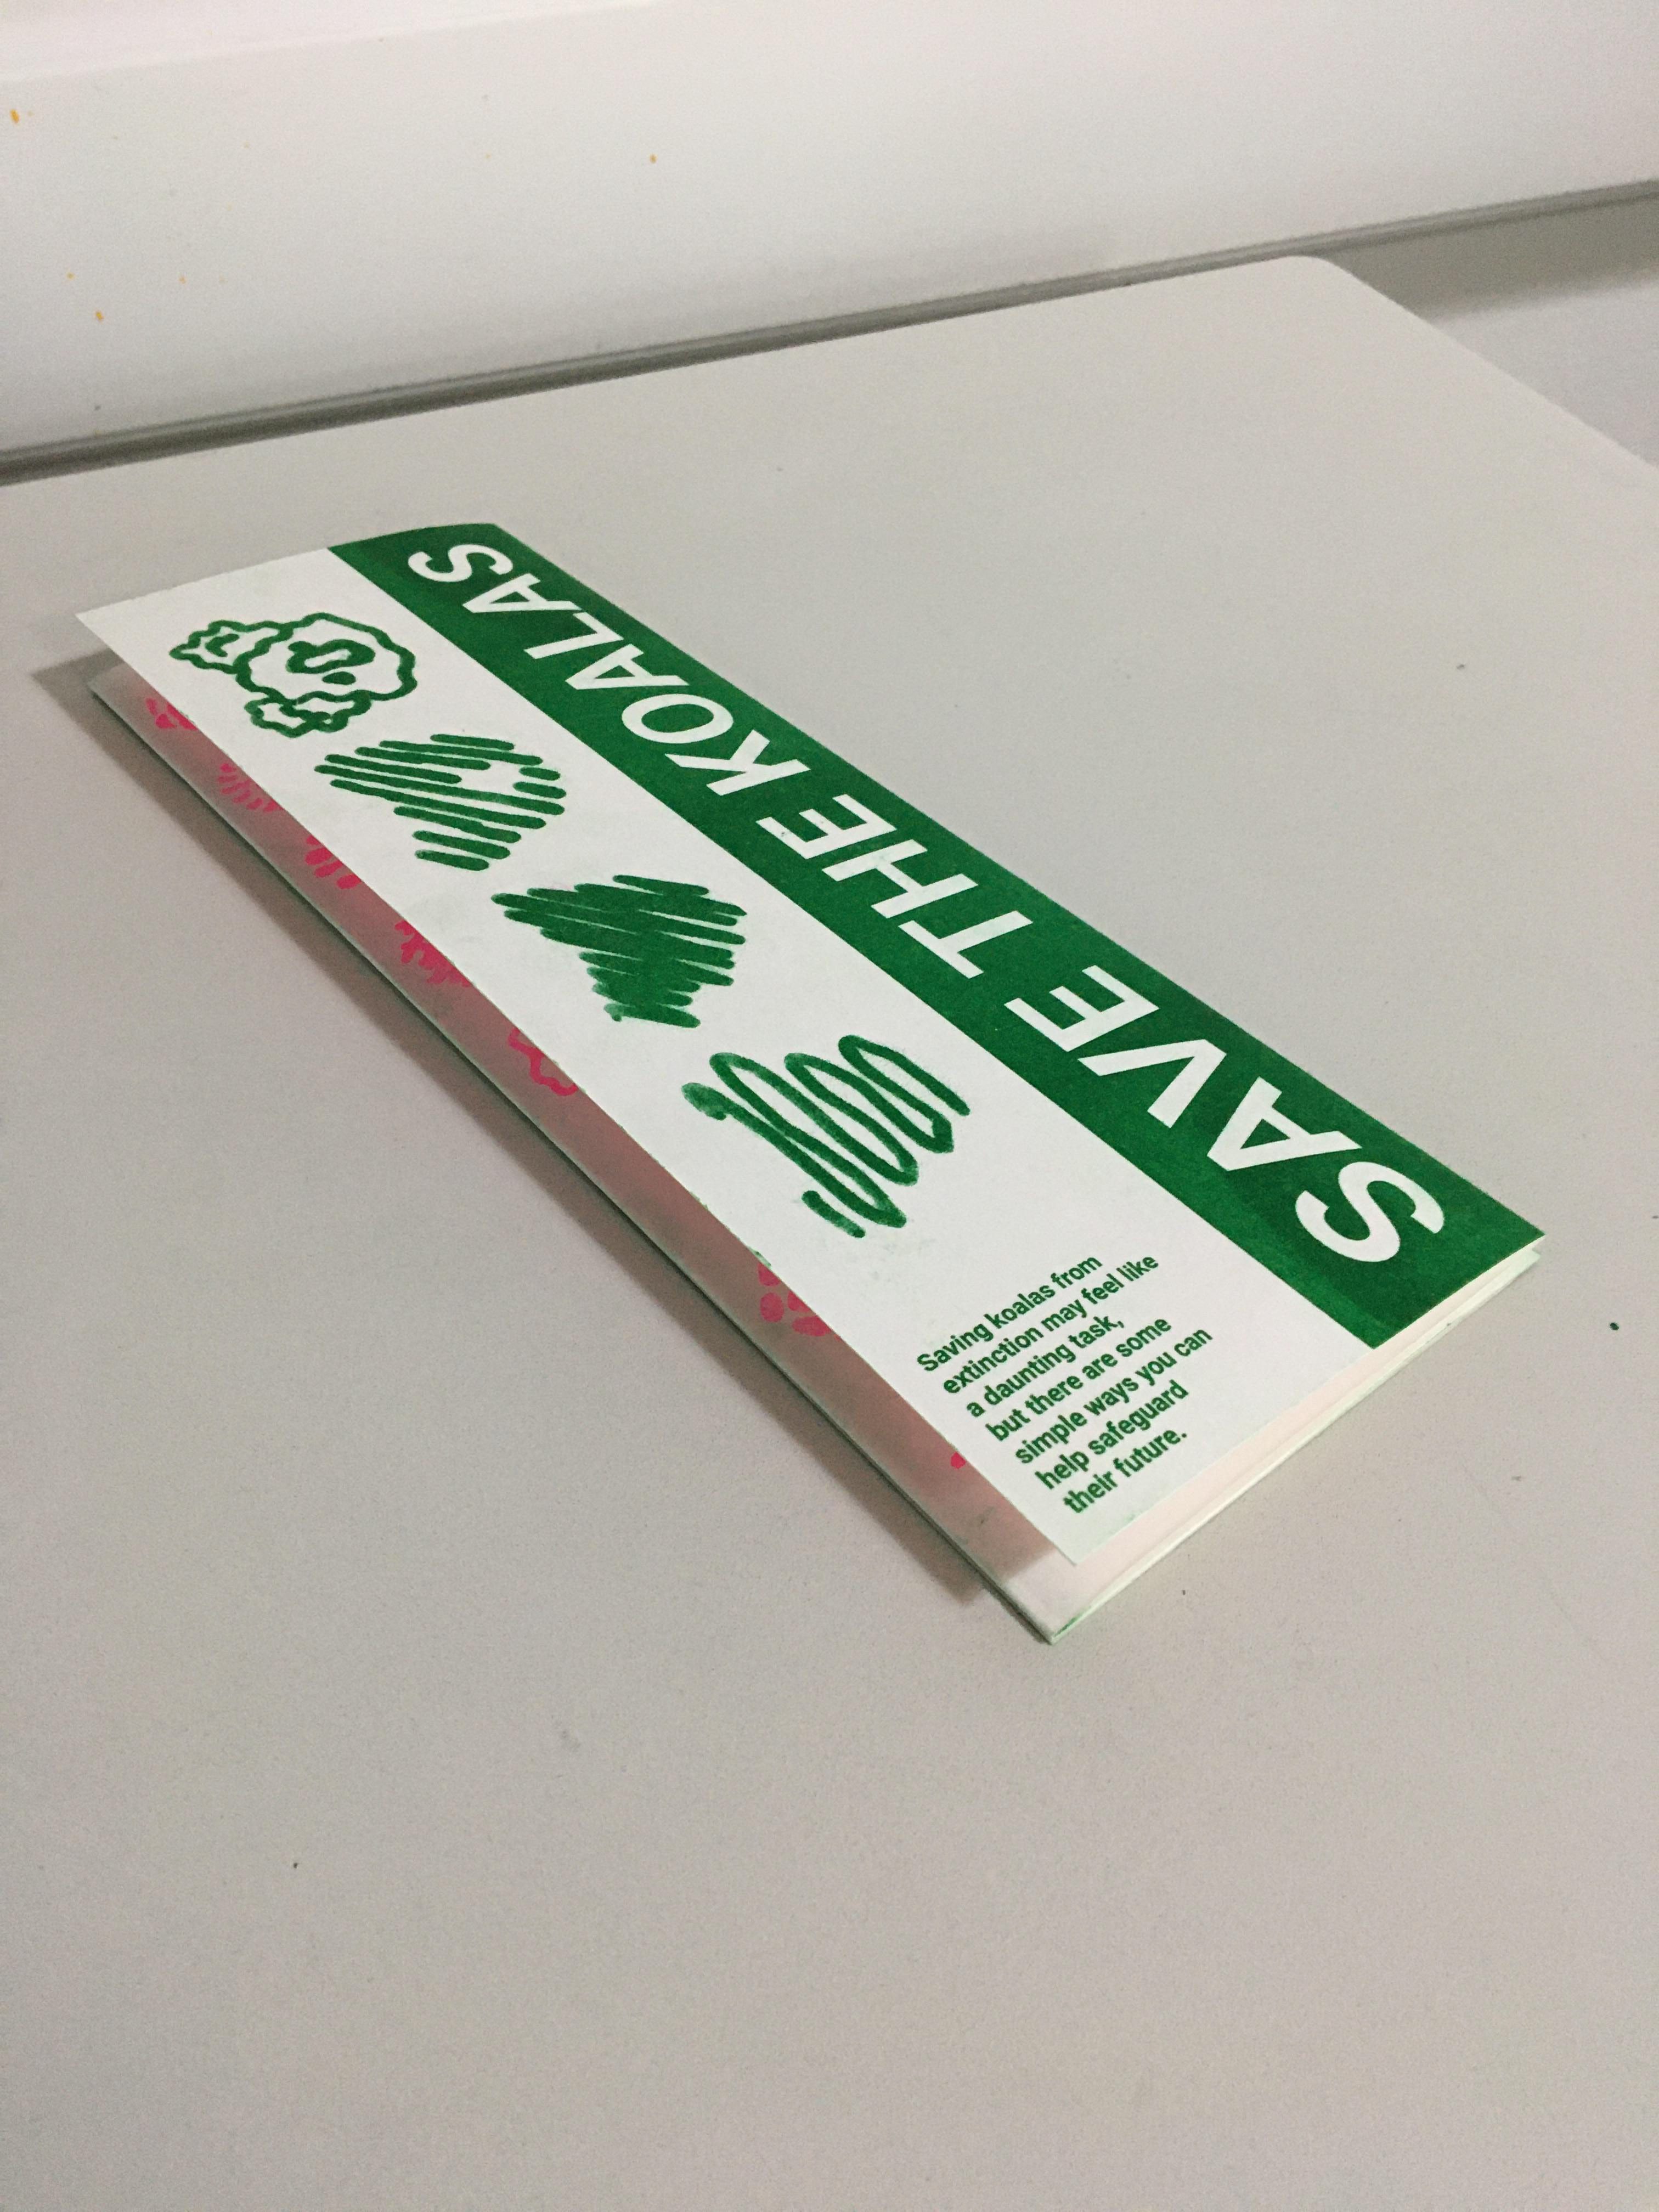 SAVE THE KOALAS
Saving koalas from
extinction may feel like
a daunting task,
but there are some
simple ways you can
help safeguard
their future.